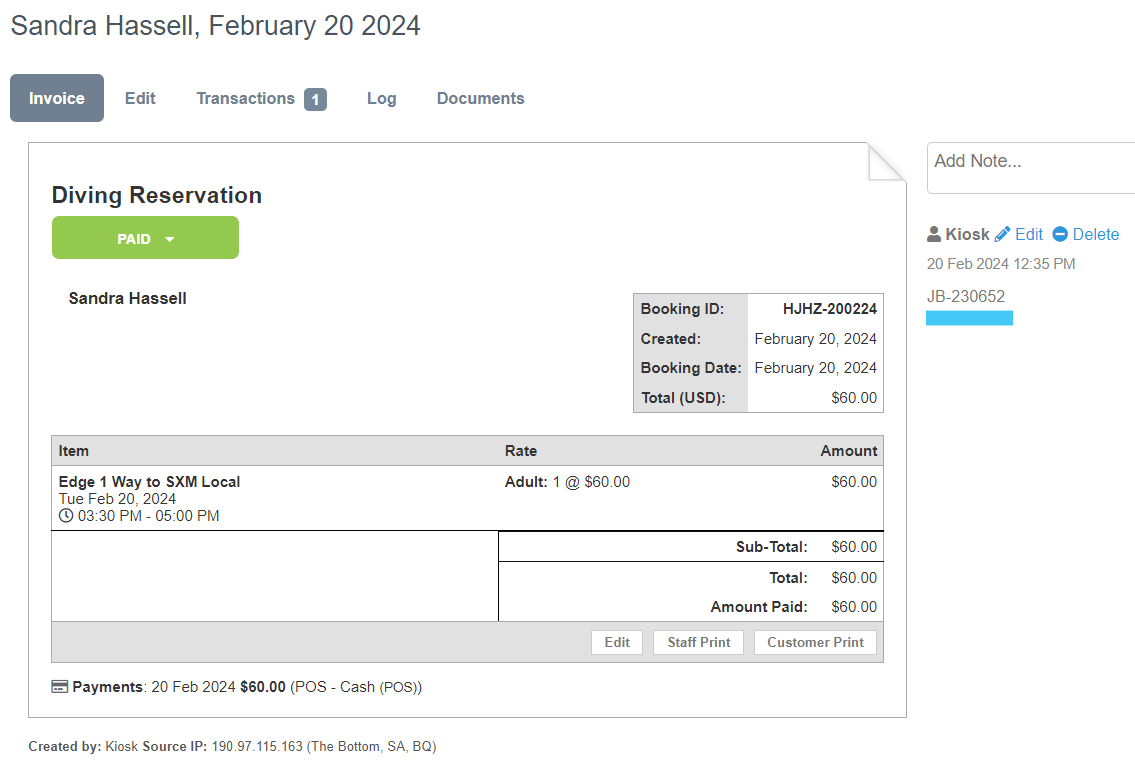 Sandra Hassell, February 20 2024
Invoice Edit Transactions 1 Log Documents
Add Note...
Diving Reservation
PAID
Kiosk Edit Delete
20 Feb 2024 12:35 PM
JB-230652
Sandra Hassell
Booking ID: HJHZ-200224
Created: February 20, 2024
Booking Date: February 20, 2024
Total (USD): $60.00
Item Rate Amount
Edge 1 Way to SXM Local Adult: 1 @ $60.00 $60.00
Tue Feb 20, 2024
03:30 PM - 05:00 PM
Sub-Total: $60.00
Total: $60.00
Amount Paid: $60.00
Edit Staff Print Customer Print
Payments: 20 Feb 2024 $60.00 (POS - Cash (POS))
Created by: Kiosk Source IP: 190.97.115.163 (The Bottom, SA, BQ)